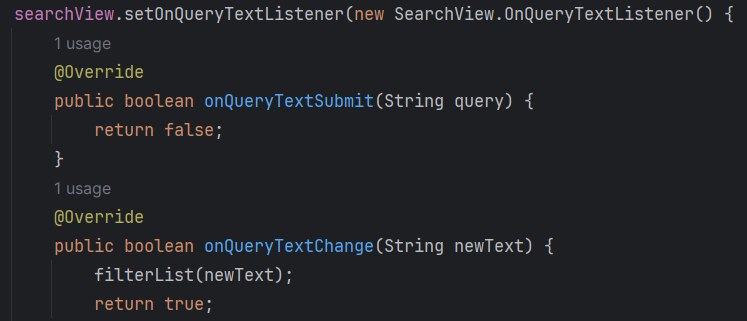 searchView.setOnQueryTextListener(new SearchView.OnQueryTextListener() {
1 usage
@Override
public boolean onQueryTextSubmit(String query) {
return false;
}
1 usage
@Override
public boolean onQueryTextChange(String newText) {
filterList(newText);
return true;